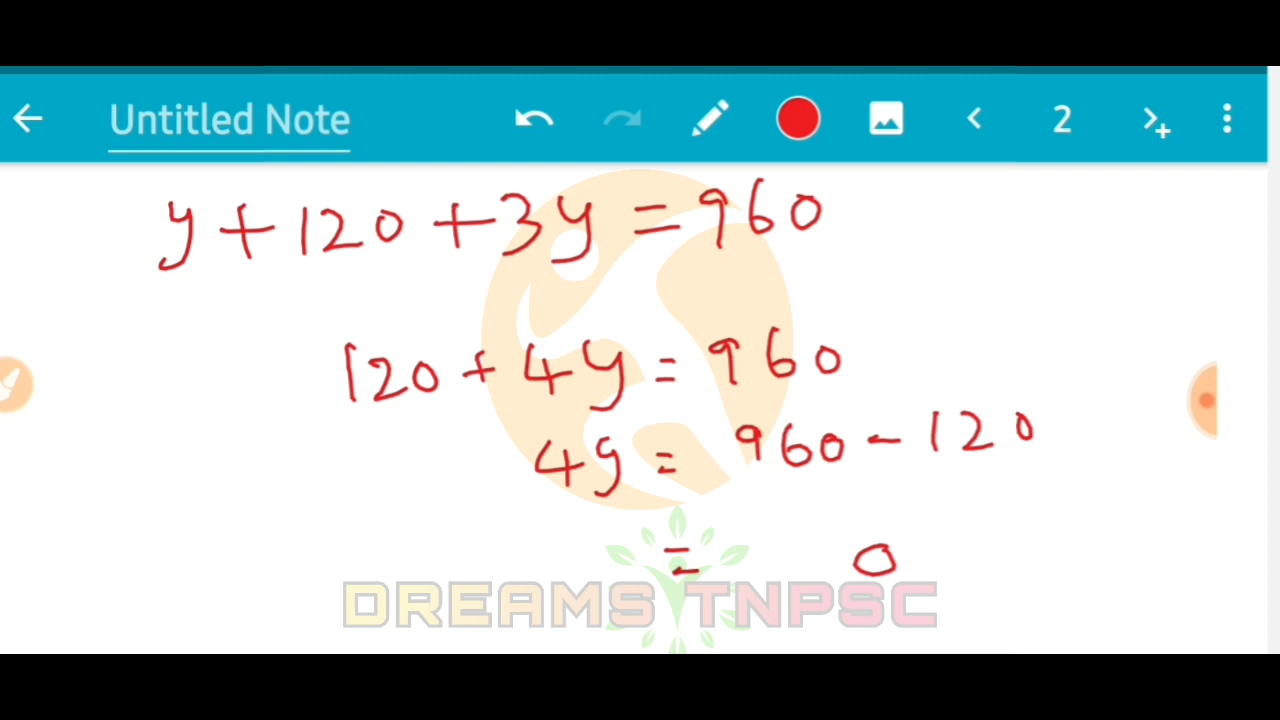 Untitled Note
2
y + 120 + 3y = 960
120 + 4y = 960
4y = 960 - 120
= 0
DREAMS TNPSC